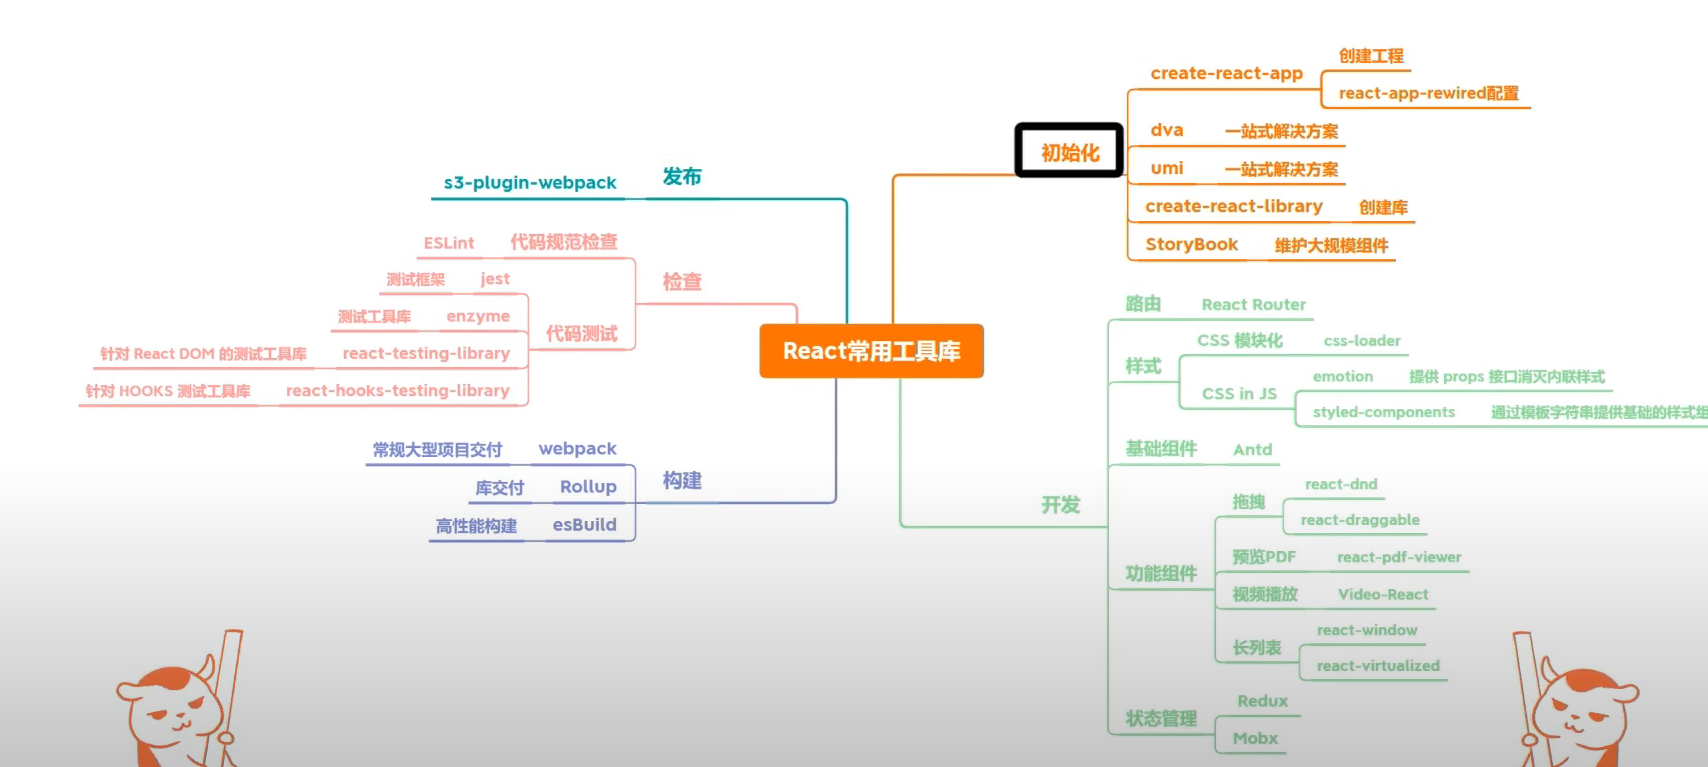 React常用工具库
初始化
create-react-app
创建工程
react-app-rewired配置
dva
一站式解决方案
umi
一站式解决方案
create-react-library
创建库
StoryBook
维护大规模组件
开发
路由
React Router
样式
CSS 模块化
css-loader
CSS in JS
emotion
提供 props 接口消灭内联样式
styled-components
通过模板字符串提供基础的样式组
基础组件
Antd
功能组件
拖拽
react-dnd
react-draggable
预览PDF
react-pdf-viewer
视频播放
Video-React
长列表
react-window
react-virtualized
状态管理
Redux
Mobx
发布
s3-plugin-webpack
检查
代码规范检查
ESLint
代码测试
jest
测试框架
enzyme
测试工具库
react-testing-library
针对 React DOM 的测试工具库
react-hooks-testing-library
针对 HOOKS 测试工具库
构建
webpack
常规大型项目交付
Rollup
库交付
esBuild
高性能构建